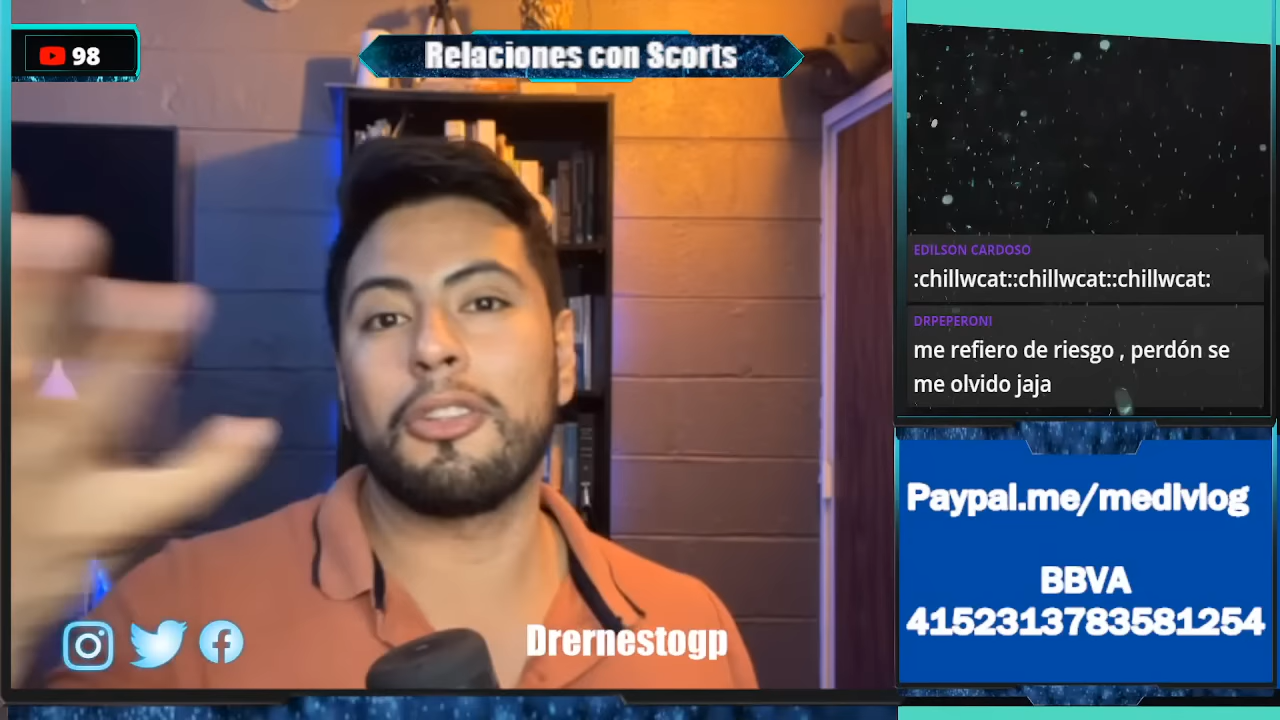 98
Relaciones con Scorts
EDILSON CARDOSO
:chillwcat::chillwcat::chillwcat:
DRPEPERONI
me refiero de riesgo , perdón se
me olvido jaja
Paypal.me/medivlog
BBVA
4152313783581254
Drernestogp